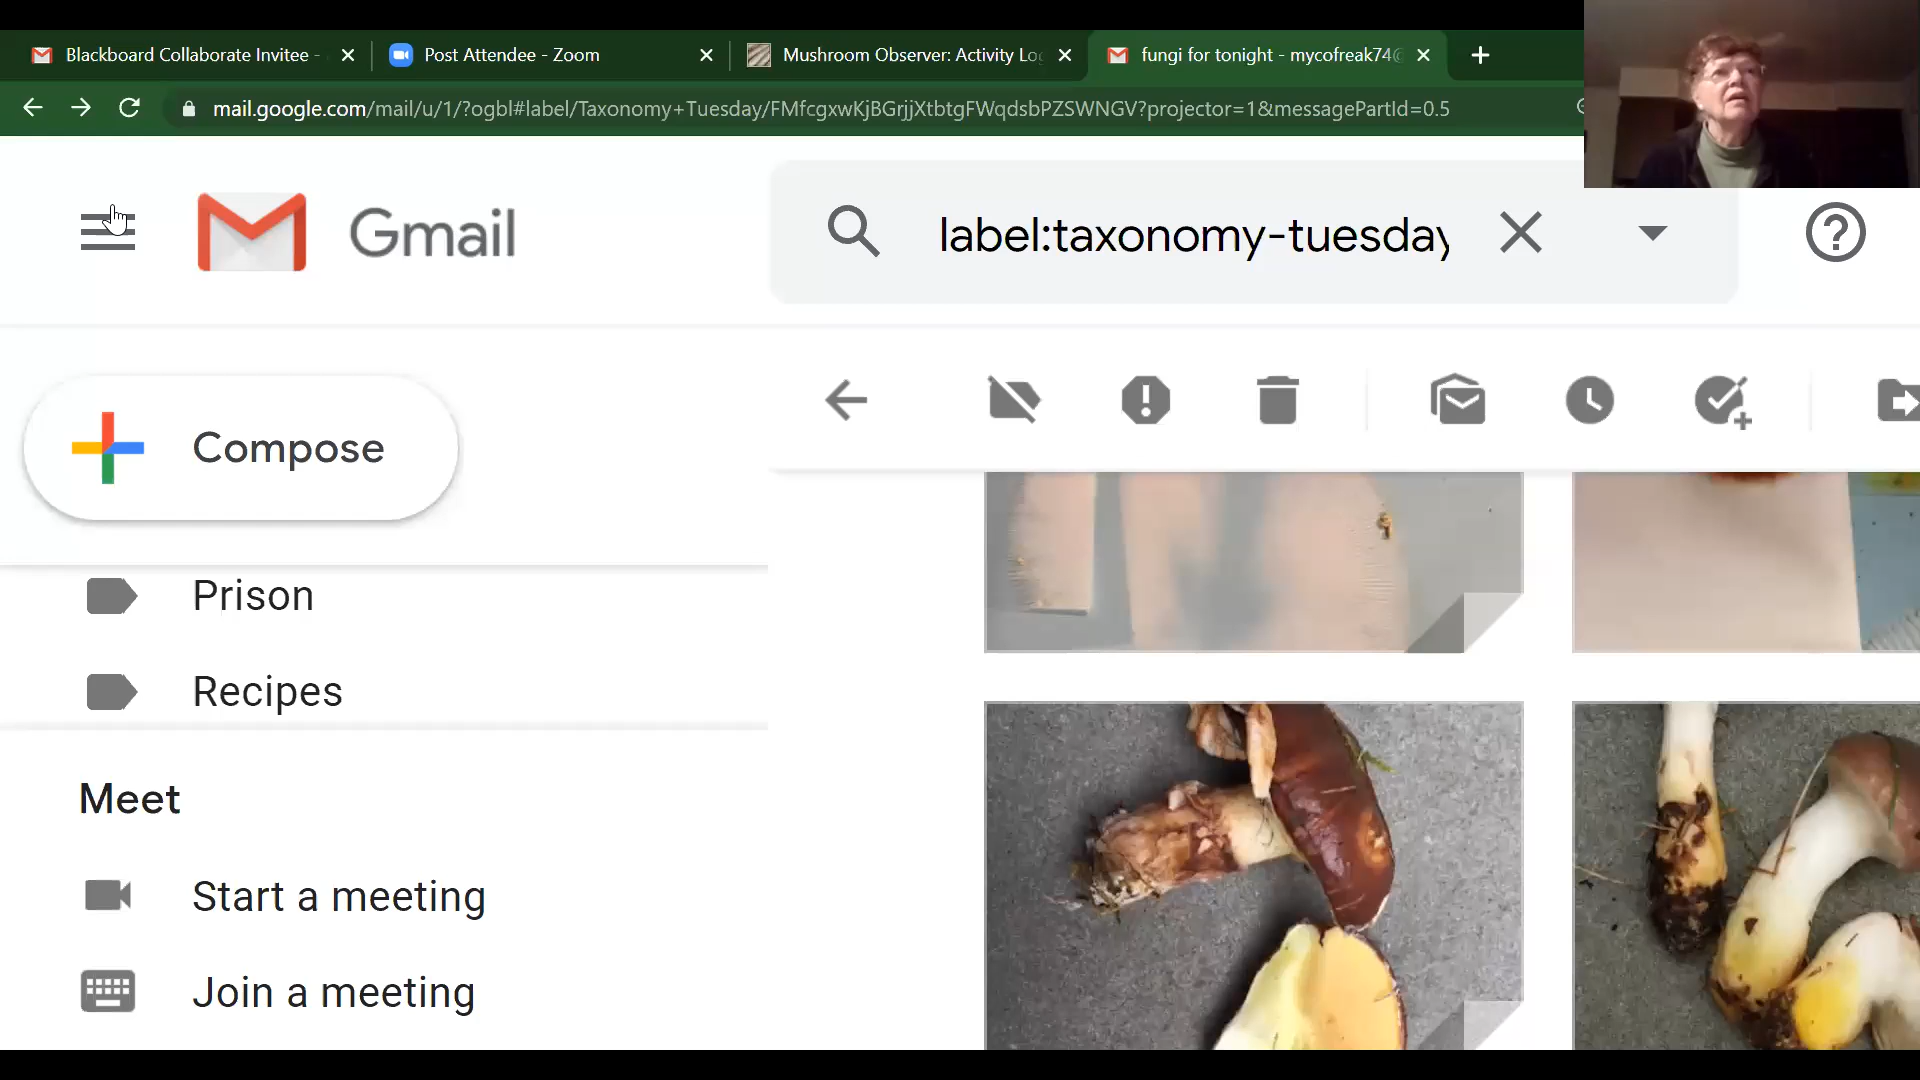 Blackboard Collaborate Invitee -
Post Attendee - Zoom
Mushroom Observer: Activity Lo
fungi for tonight - mycofreak74@
mail.google.com/mail/u/1/?ogbl#label/Taxonomy+Tuesday/FMfcgxwKjBGrjjXtbtgFWqdsbPZSWNGV?projector=1&messagePartId=0.5
Gmail
label:taxonomy-tuesday
Compose
Prison
Recipes
Meet
Start a meeting
Join a meeting